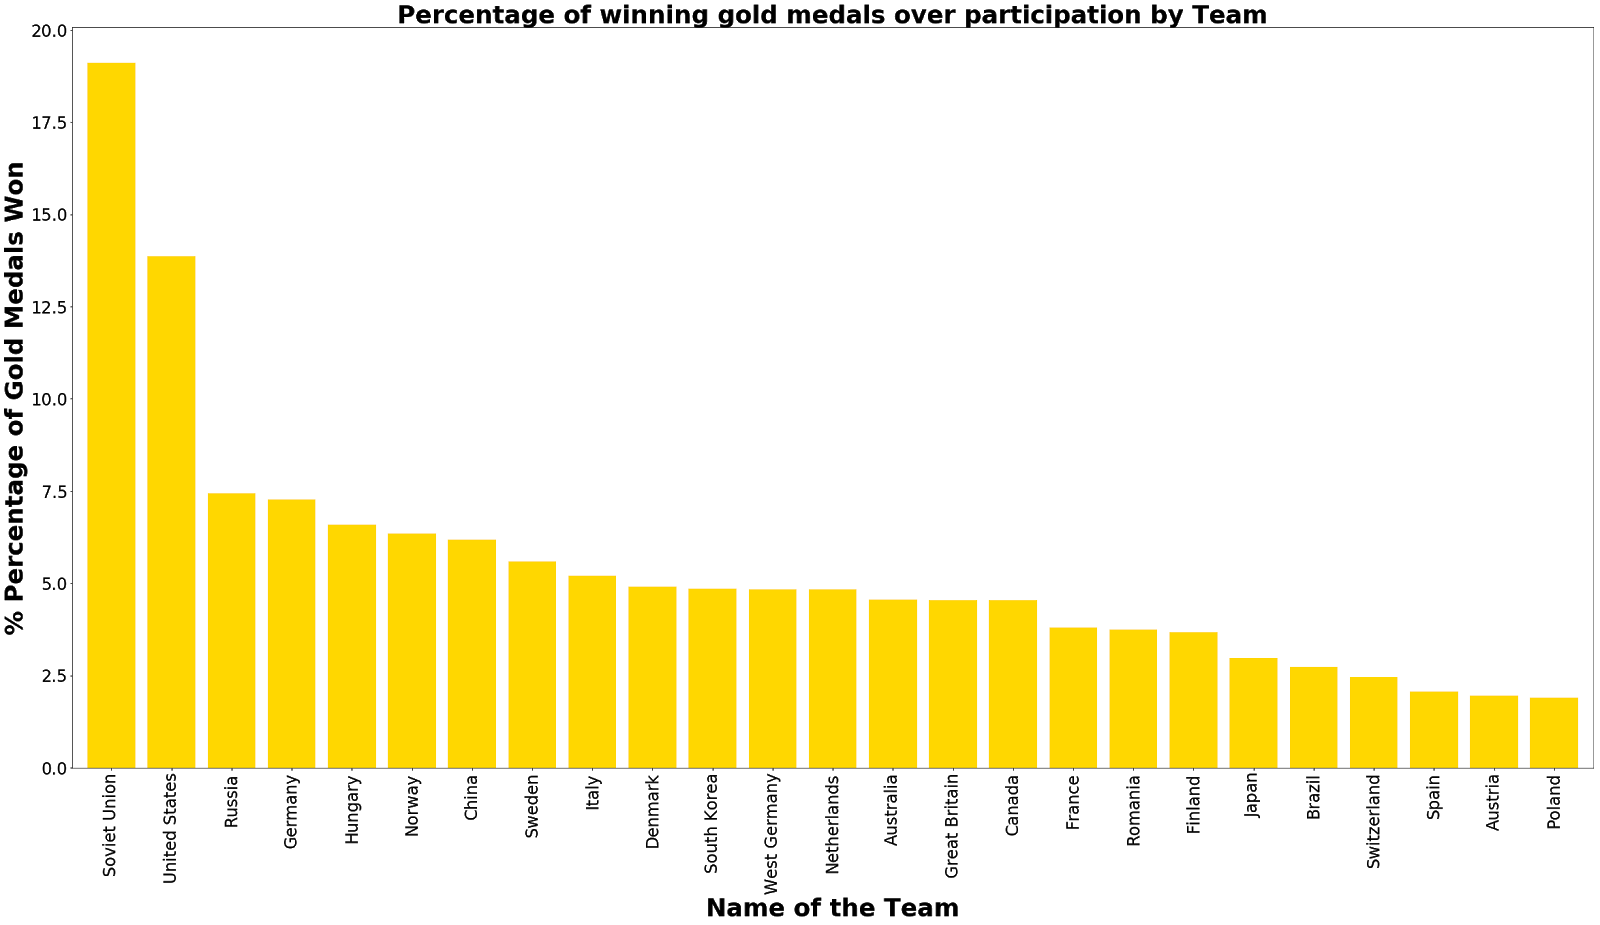 Percentage of winning gold medals over participation by Team
% Percentage of Gold Medals Won
20.0
17.5
15.0
12.5
10.0
7.5
5.0
2.5
0.0
Soviet Union
United States
Russia
Germany
Hungary
Norway
China
Sweden
Italy
Denmark
South Korea
West Germany
Netherlands
Australia
Great Britain
Canada
France
Romania
Finland
Japan
Brazil
Switzerland
Spain
Austria
Poland
Name of the Team